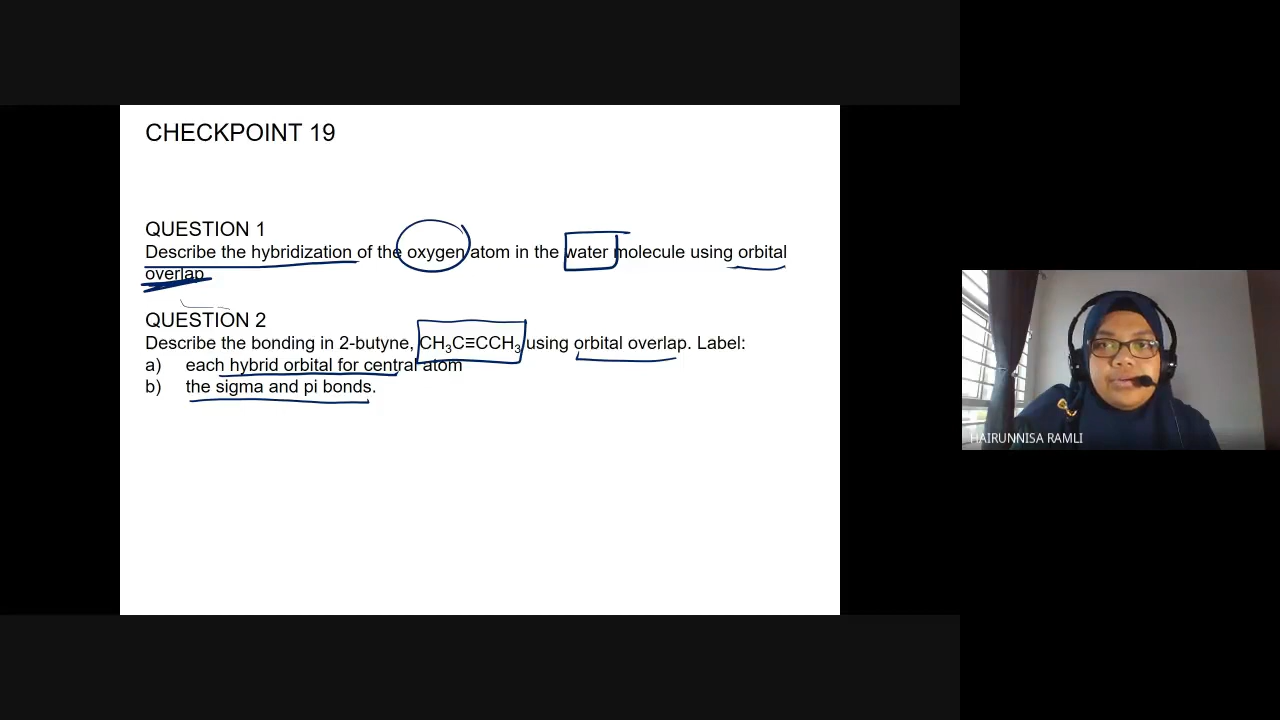 CHECKPOINT 19
QUESTION 1
Describe the hybridization of the oxygen atom in the water molecule using orbital
overlap.
QUESTION 2
Describe the bonding in 2-butyne, CH₃C≡CCH₃ using orbital overlap. Label:
a) each hybrid orbital for central atom
b) the sigma and pi bonds.
HAIRUNNISA RAMLI